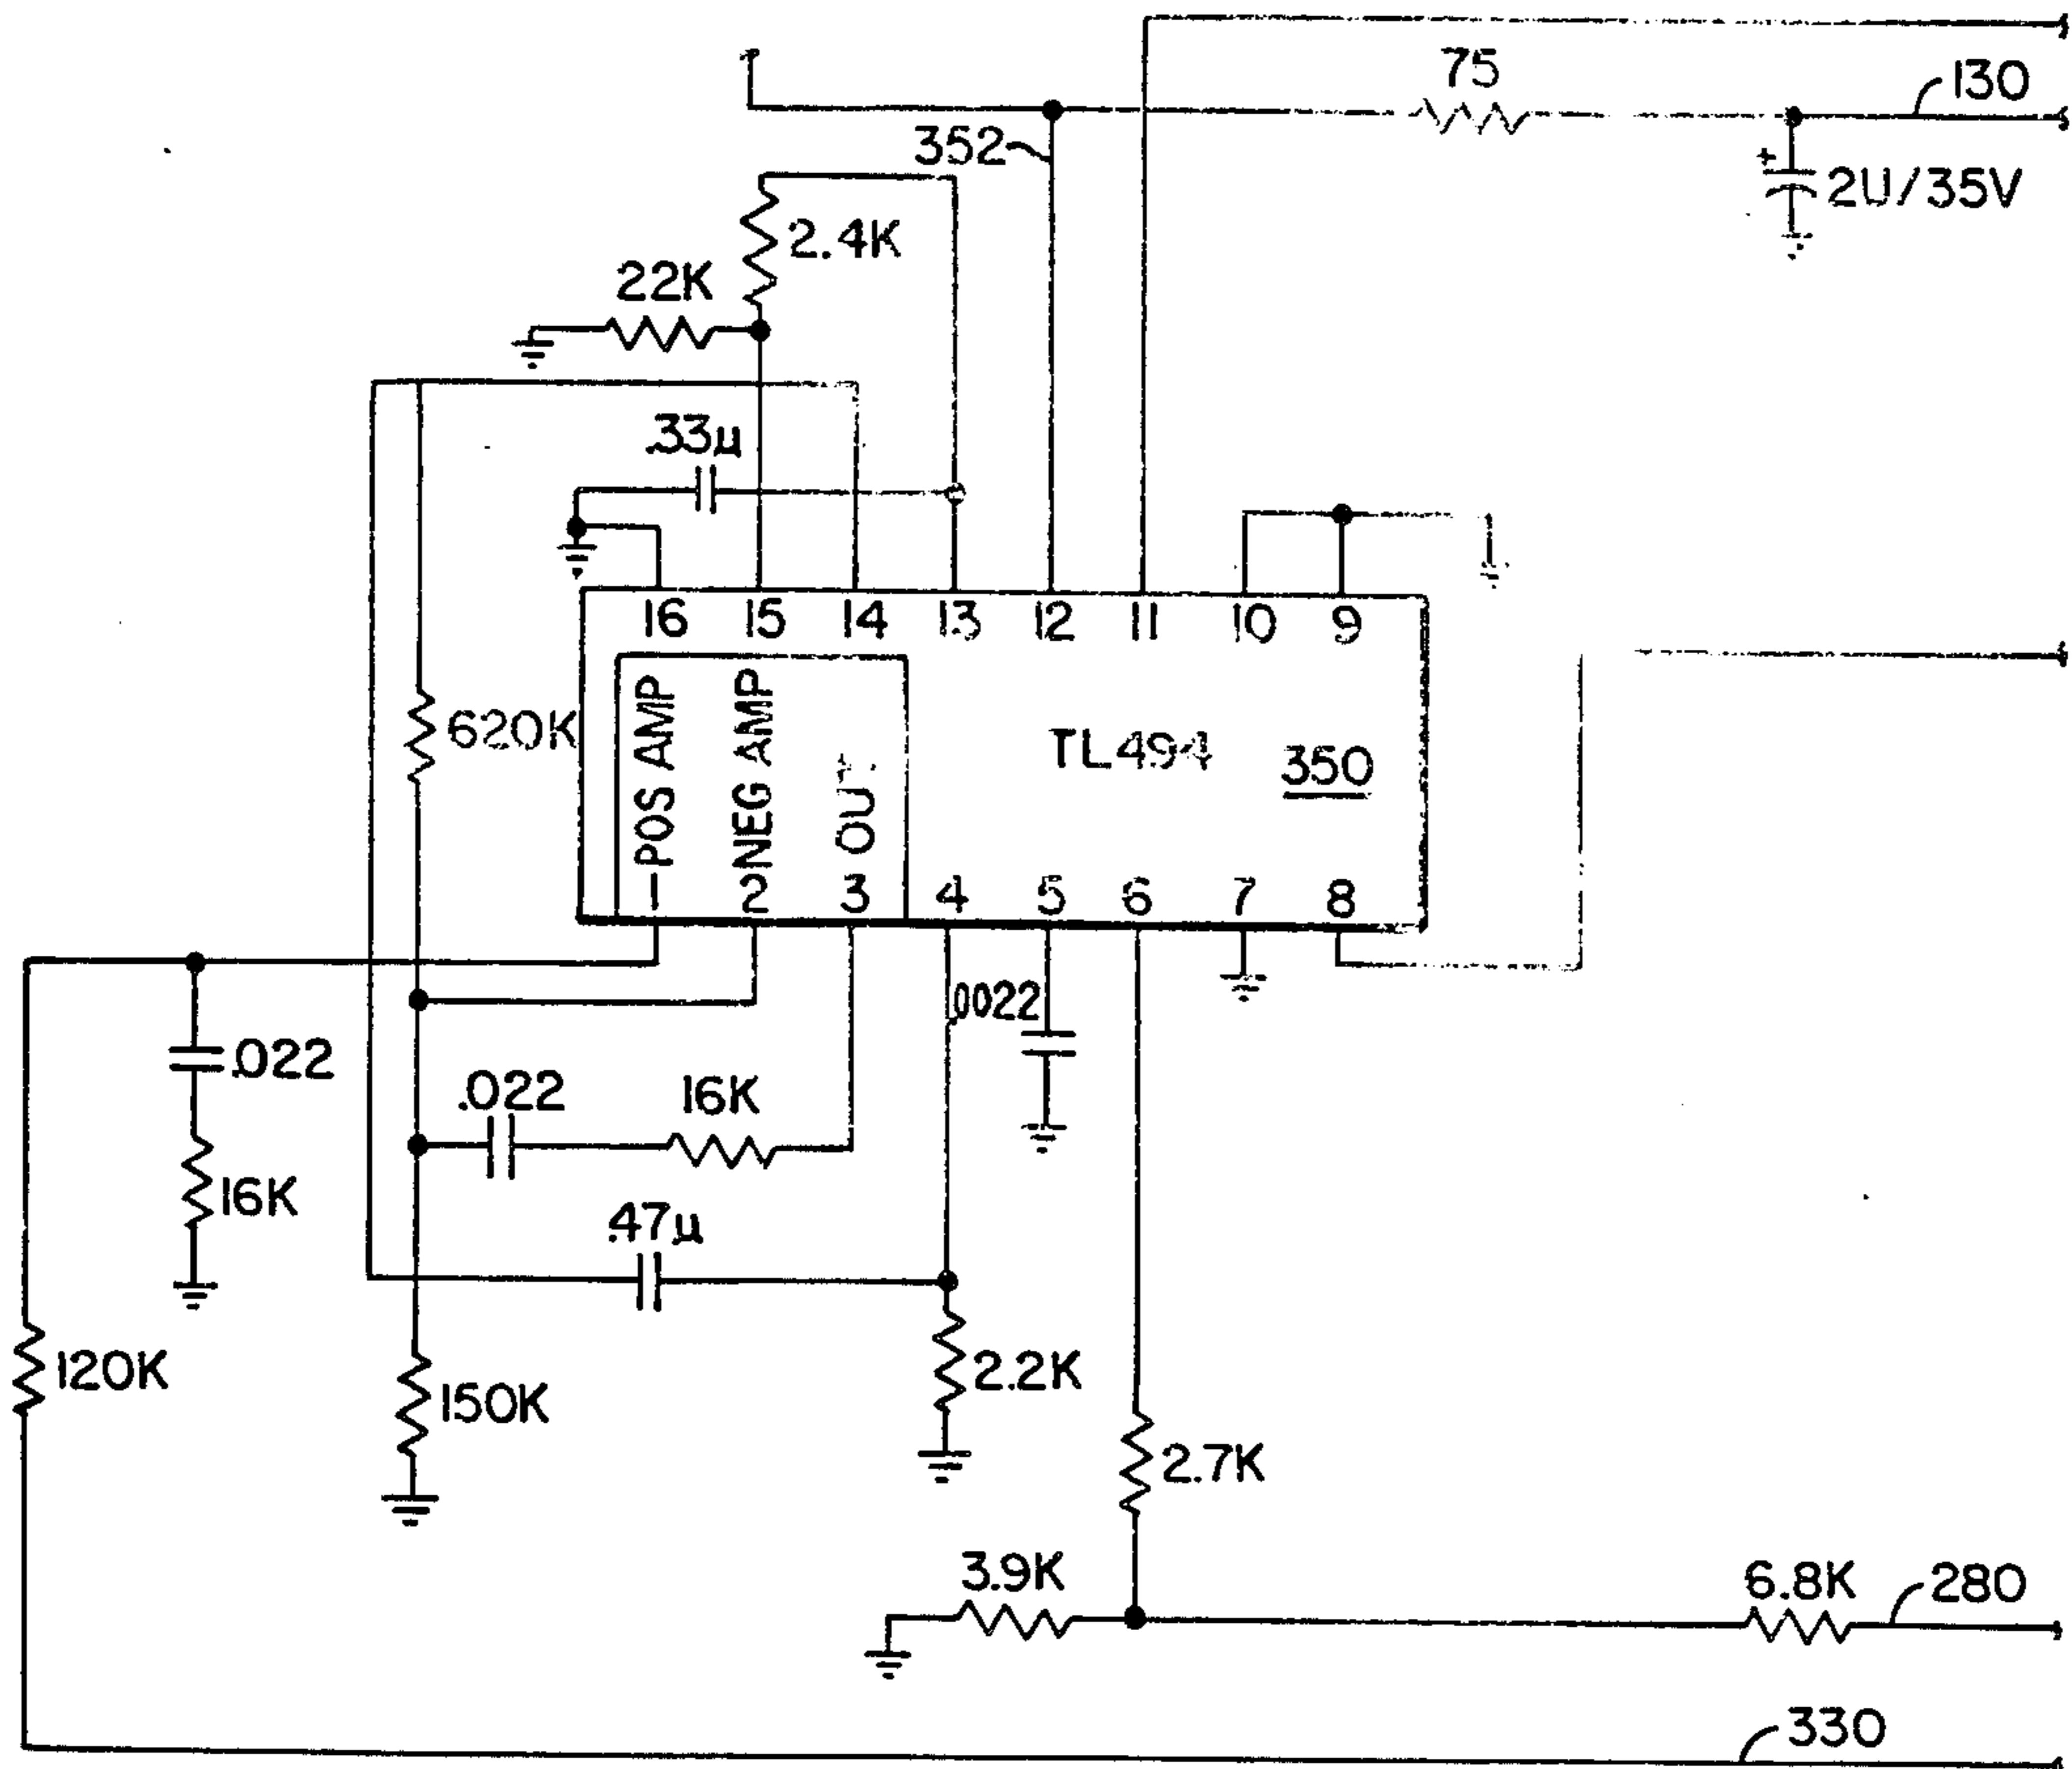 75
130
352
2U/35V
2.4K
22K
.33µ
16 15 14 13 12 11 10 9
620K
POS AMP
NEG AMP
OUT
TL494
350
1 2 3 4 5 6 7 8
.0022
.022
.022
16K
16K
.47µ
120K
150K
2.2K
2.7K
3.9K
6.8K
280
330